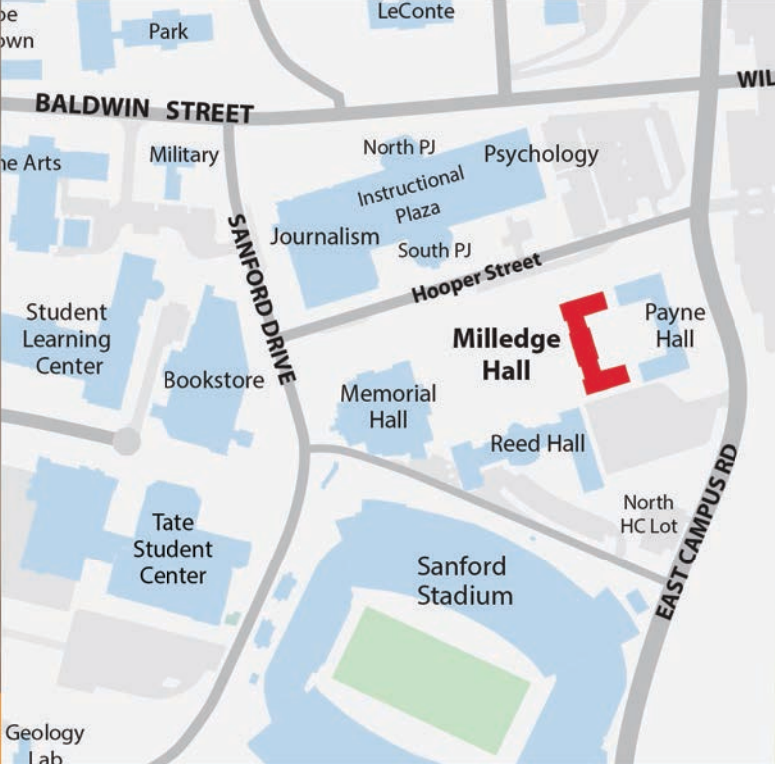 LeConte
Park
BALDWIN STREET
Military
North PJ
Psychology
Instructional
Plaza
Journalism
South PJ
SANFORD DRIVE
Hooper Street
Student
Learning
Center
Bookstore
Milledge
Hall
Payne
Hall
Memorial
Hall
Reed Hall
North
HC Lot
EAST CAMPUS RD
Tate
Student
Center
Sanford
Stadium
Geology
Lab
Arts
WIL